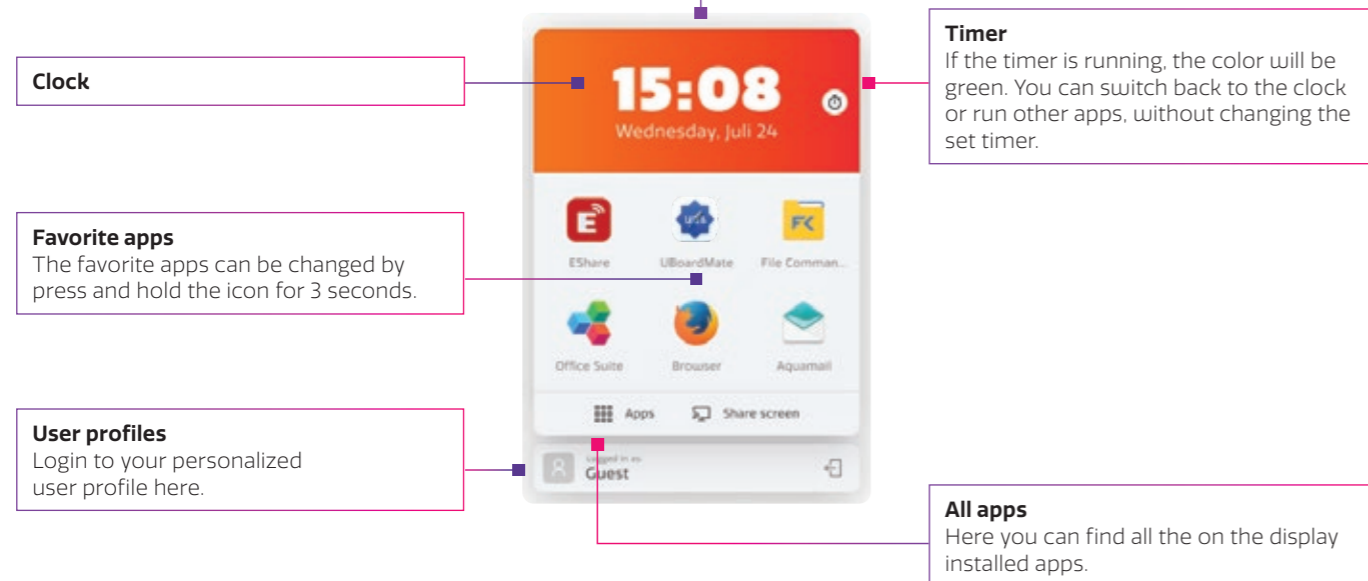 Clock
15:08
Wednesday, Juli 24
Timer
If the timer is running, the color will be
green. You can switch back to the clock
or run other apps, without changing the
set timer.
Favorite apps
The favorite apps can be changed by
press and hold the icon for 3 seconds.
E
EShare
UBoardMate
File Comman...
Office Suite
Browser
Aquamail
Apps
Share screen
User profiles
Login to your personalized
user profile here.
Logged in as
Guest
All apps
Here you can find all the on the display
installed apps.